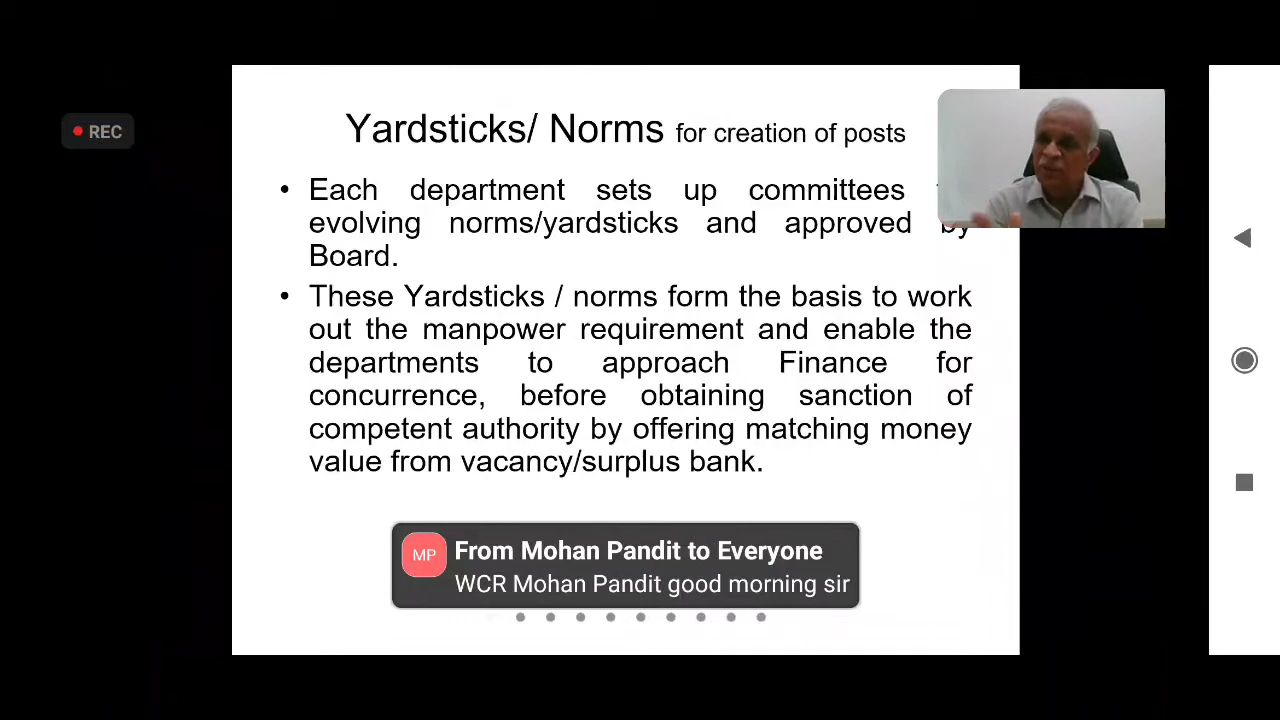 REC
Yardsticks/ Norms for creation of posts
• Each department sets up committees
evolving norms/yardsticks and approved by
Board.
• These Yardsticks / norms form the basis to work
out the manpower requirement and enable the
departments to approach Finance for
concurrence, before obtaining sanction of
competent authority by offering matching money
value from vacancy/surplus bank.
MP
From Mohan Pandit to Everyone
WCR Mohan Pandit good morning sir